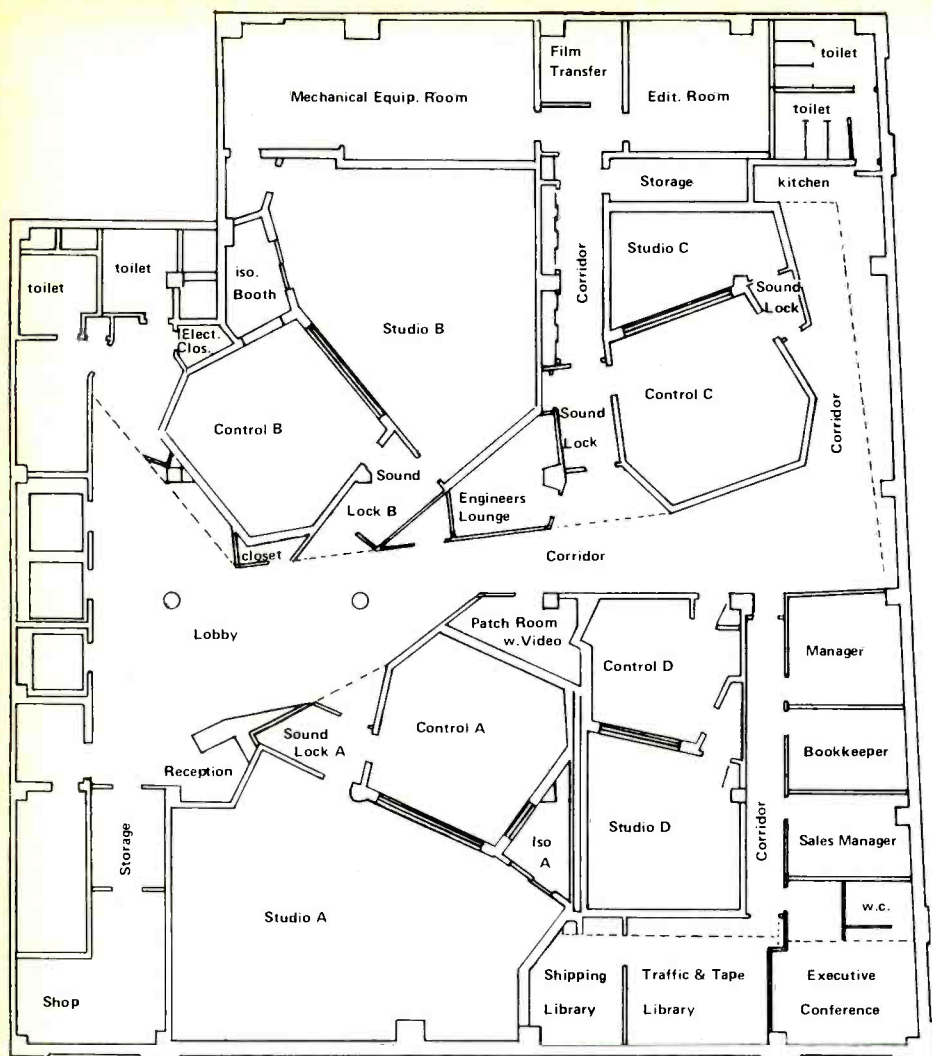 Film
Transfer
toilet
Mechanical Equip. Room
Edit. Room
toilet
Storage
kitchen
Studio C
toilet
toilet
iso.
Booth
Corridor
Sound
Lock
Studio B
Elect.
Clos.
Control C
Control B
Sound
Lock
Corridor
Sound
Lock B
Engineers
Lounge
closet
Corridor
Lobby
Patch Room
w. Video
Manager
Control D
Control A
Sound
Lock A
Bookkeeper
Reception
Studio D
Storage
Iso
A
Corridor
Sales Manager
Studio A
w.c.
Shop
Shipping
Library
Traffic & Tape
Library
Executive
Conference